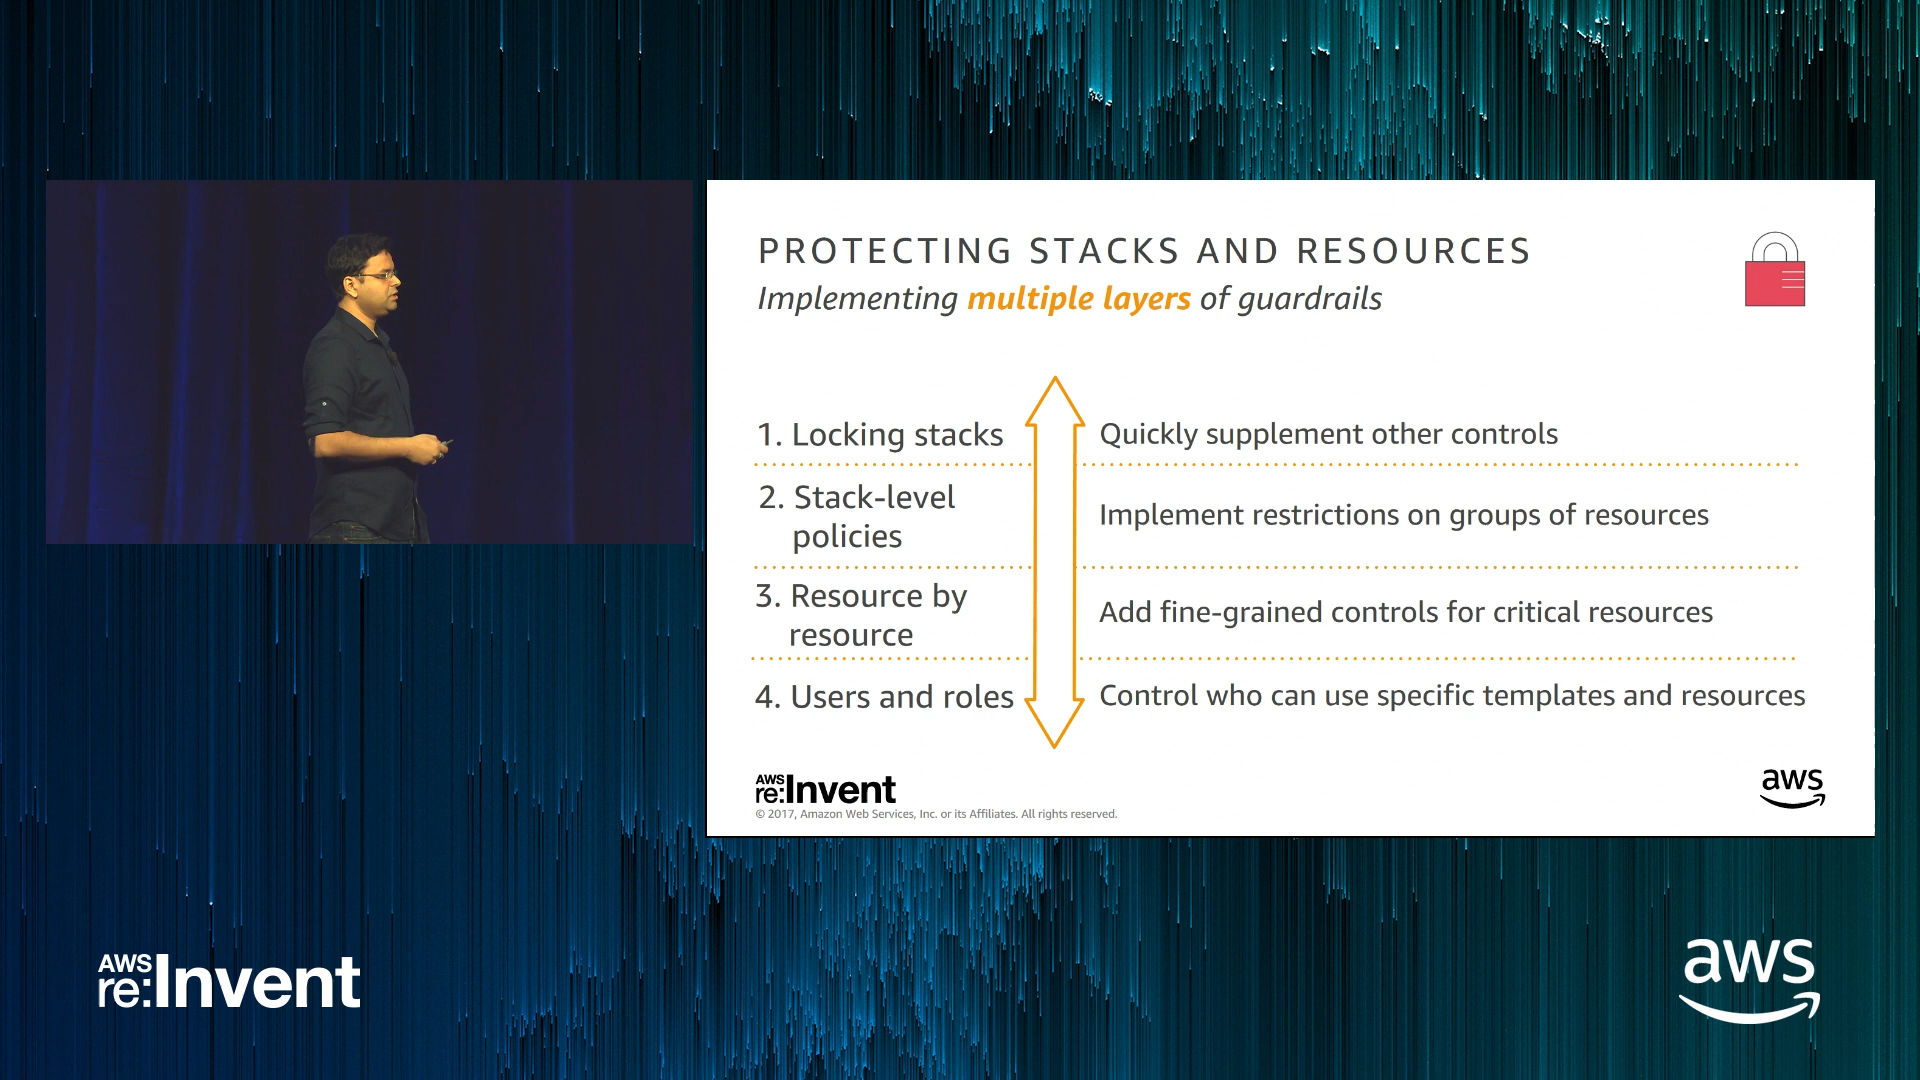 PROTECTING STACKS AND RESOURCES
Implementing multiple layers of guardrails
1. Locking stacks
Quickly supplement other controls
2. Stack-level
policies
Implement restrictions on groups of resources
3. Resource by
resource
Add fine-grained controls for critical resources
4. Users and roles
Control who can use specific templates and resources
AWS
re:Invent
© 2017, Amazon Web Services, Inc. or its Affiliates. All rights reserved.
aws
AWS
re:Invent
aws